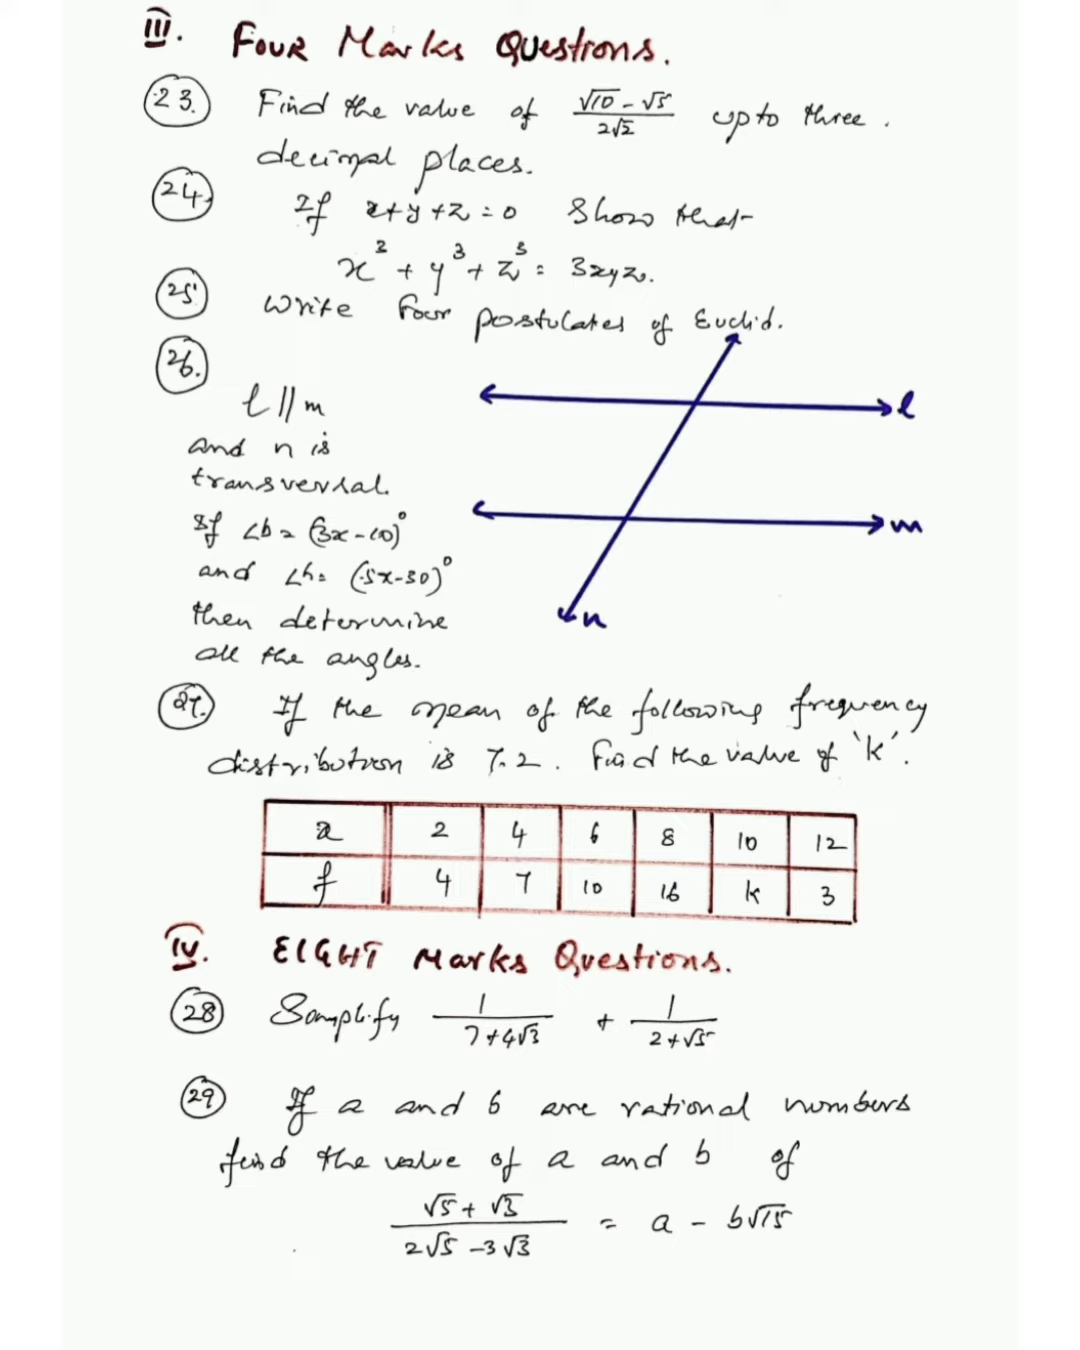 III. Four Marks Questions.
23. Find the value of (√10 - √5)/(2√2) upto three.
decimal places.
24. If x+y+z=0 Show that
x³ + y³ + z³ = 3xyz.
25. Write Four postulates of Euclid.
26.
l || m
and n is
transversal.
If ∠b = (3x-10)°
and ∠h = (5x-30)°
then determine
all the angles.
l
m
n
27. If the mean of the following frequency
distribution is 7.2. Find the value of 'k'.
x 2 4 6 8 10 12
f 4 7 10 16 k 3
IV. EIGHT Marks Questions.
28 Simplify 1/(7+4√3) + 1/(2+√5)
29 If a and b are rational numbers
find the value of a and b of
(√5 + √3)/(2√5 - 3√3) = a - b√15